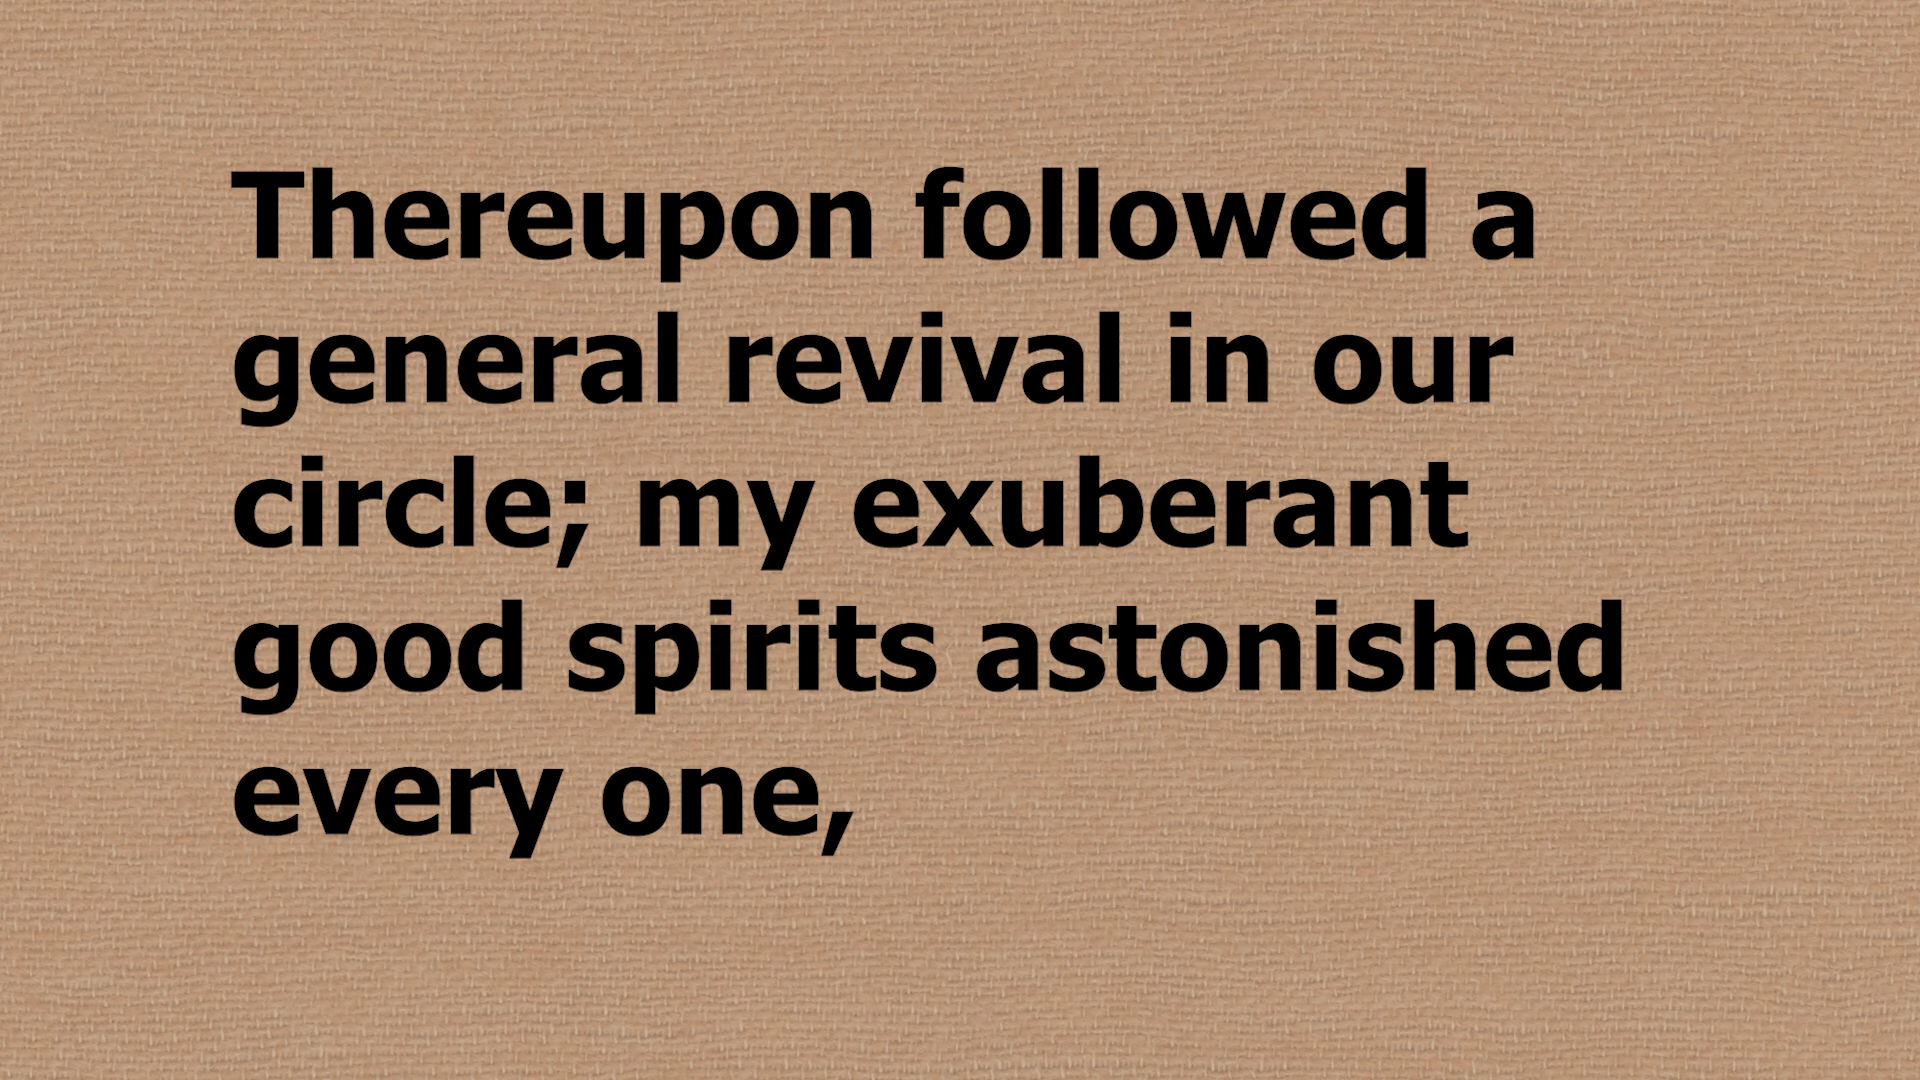 Thereupon followed a
general revival in our
circle; my exuberant
good spirits astonished
every one,